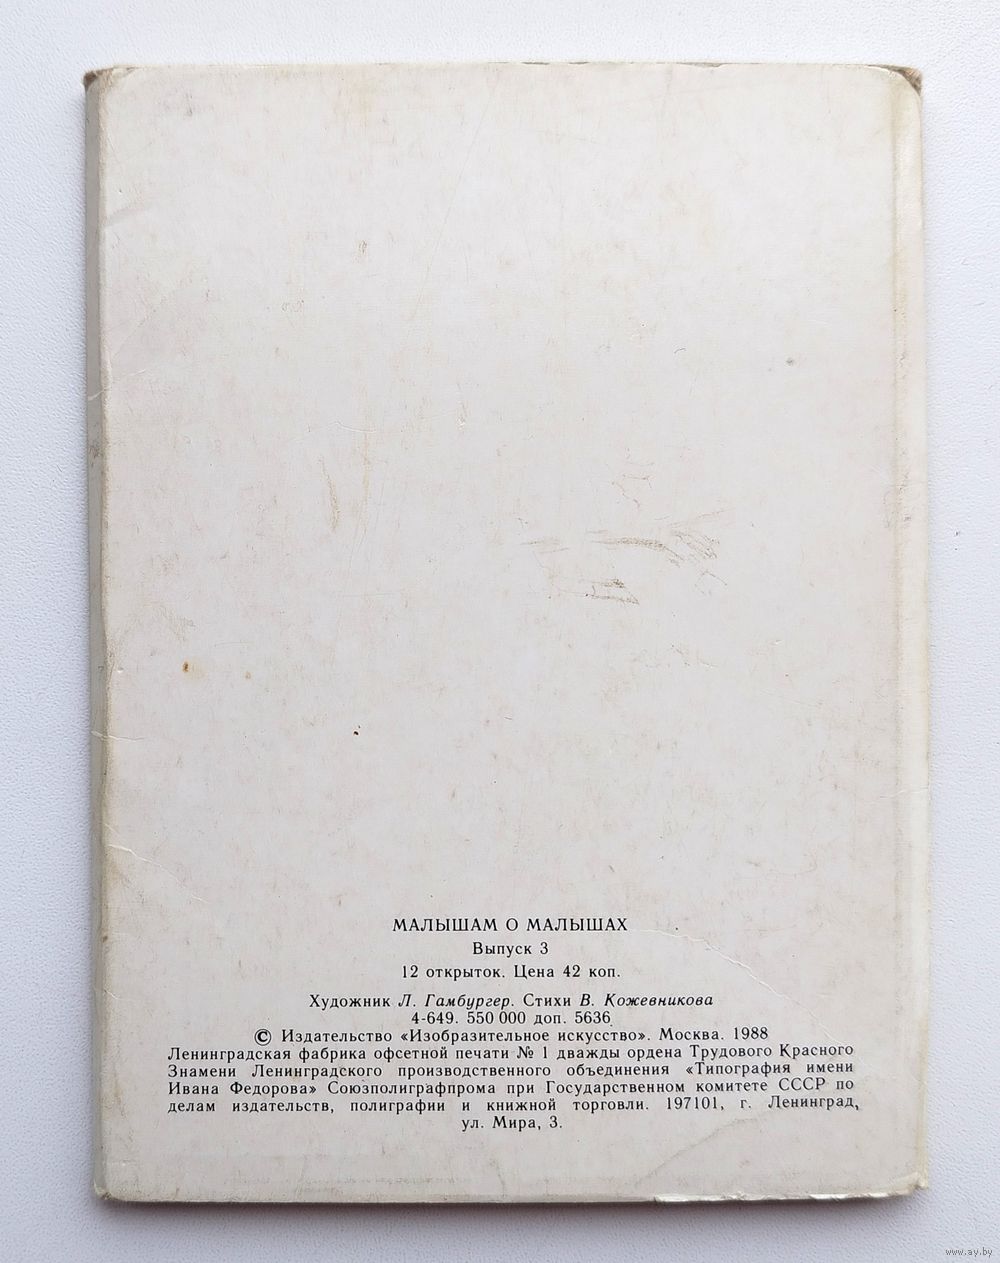 МАЛЫШАМ О МАЛЫШАХ
Выпуск 3
12 открыток. Цена 42 коп.
Художник Л. Гамбургер. Стихи В. Кожевникова
4-649. 550 000 доп. 5636
© Издательство «Изобразительное искусство». Москва. 1988
Ленинградская фабрика офсетной печати № 1 дважды ордена Трудового Красного
Знамени Ленинградского производственного объединения «Типография имени
Ивана Федорова» Союзполиграфпрома при Государственном комитете СССР по
делам издательств, полиграфии и книжной торговли. 197101, г. Ленинград,
ул. Мира, 3.
www.ay.by